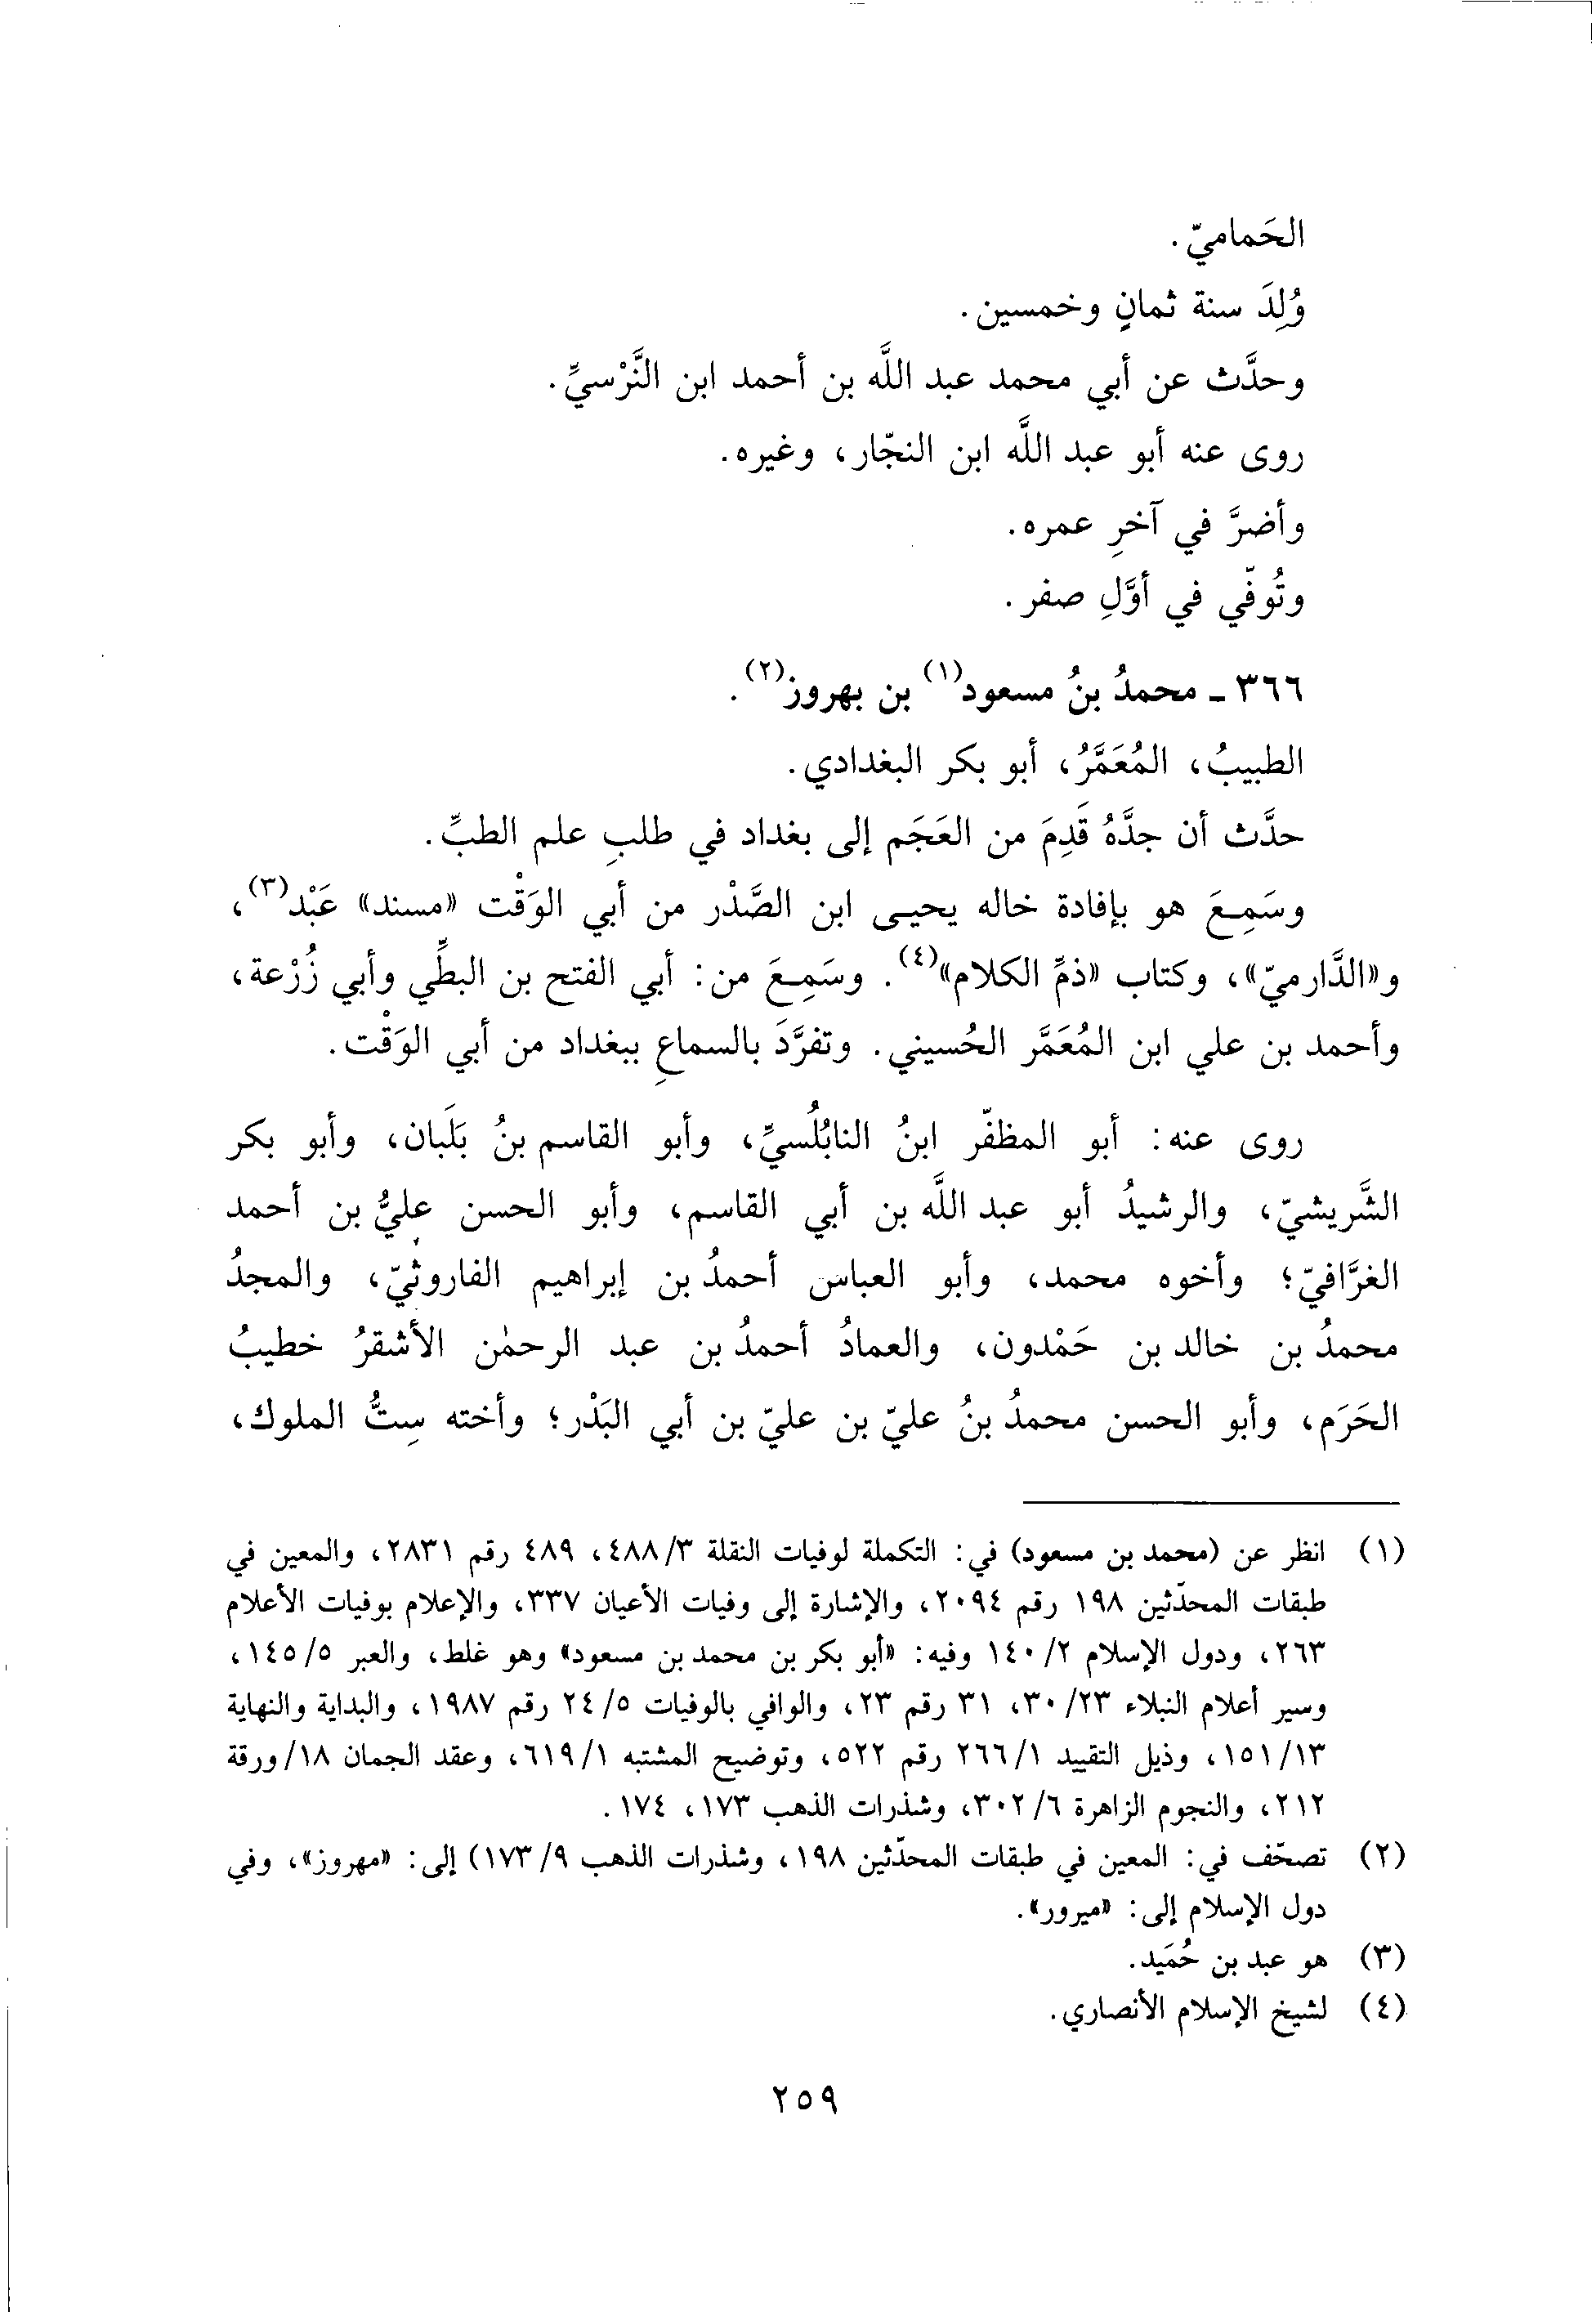 الحَماميّ.
وُلِدَ سنة ثمانٍ وخمسين.
وحدَّث عن أبي محمد عبد اللَّه بن أحمد ابن النَّرْسيِّ.
روى عنه أبو عبد اللَّه ابن النجّار، وغيره.
وأضرَّ في آخرِ عمره.
وتُوفّي في أوَّلِ صفر.
٣٦٦ ـ محمدُ بنُ مسعود(١) بن بهروز(٢).
الطبيبُ، المُعَمَّرُ، أبو بكر البغدادي.
حدَّث أن جدَّهُ قَدِمَ من العَجَم إلى بغداد في طلبِ علم الطبِّ.
وسَمِعَ هو بإفادة خاله يحيى ابن الصَّدْر من أبي الوَقْت «مسند» عَبْد(٣)،
و«الدَّارميّ»، وكتاب «ذمِّ الكلام»(٤). وسَمِعَ من: أبي الفتح بن البطِّي وأبي زُرْعة،
وأحمد بن علي ابن المُعَمَّر الحُسيني. وتفرَّدَ بالسماعِ ببغداد من أبي الوَقْت.
روى عنه: أبو المظفّر ابنُ النابُلُسيِّ، وأبو القاسم بنُ بَلَبان، وأبو بكر
الشَّريشيّ، والرشيدُ أبو عبد اللَّه بن أبي القاسم، وأبو الحسن عليُّ بن أحمد
الغرَّافيّ؛ وأخوه محمد، وأبو العباس أحمدُ بن إبراهيم الفاروثيّ، والمجدُ
محمدُ بن خالد بن حَمْدون، والعمادُ أحمدُ بن عبد الرحمٰن الأشقرُ خطيبُ
الحَرَم، وأبو الحسن محمدُ بنُ عليّ بن عليّ بن أبي البَدْر؛ وأخته سِتُّ الملوك،
(١) انظر عن (محمد بن مسعود) في: التكملة لوفيات النقلة ٣/ ٤٨٨، ٤٨٩ رقم ٢٨٣١، والمعين في
طبقات المحدّثين ١٩٨ رقم ٢٠٩٤، والإشارة إلى وفيات الأعيان ٣٣٧، والإعلام بوفيات الأعلام
٢٦٣، ودول الإسلام ٢/ ١٤٠ وفيه: «أبو بكر بن محمد بن مسعود» وهو غلط، والعبر ٥/ ١٤٥،
وسير أعلام النبلاء ٢٣/ ٣٠، ٣١ رقم ٢٣، والوافي بالوفيات ٥/ ٢٤ رقم ١٩٨٧، والبداية والنهاية
١٣/ ١٥١، وذيل التقييد ١/ ٢٦٦ رقم ٥٢٢، وتوضيح المشتبه ١/ ٦١٩، وعقد الجمان ١٨/ ورقة
٢١٢، والنجوم الزاهرة ٦/ ٣٠٢، وشذرات الذهب ١٧٣، ١٧٤.
(٢) تصحّف في: المعين في طبقات المحدّثين ١٩٨، وشذرات الذهب ٩/ ١٧٣) إلى: «مهروز»، وفي
دول الإسلام إلى: «ميرور».
(٣) هو عبد بن حُمَيد.
(٤) لشيخ الإسلام الأنصاري.
٢٥٩